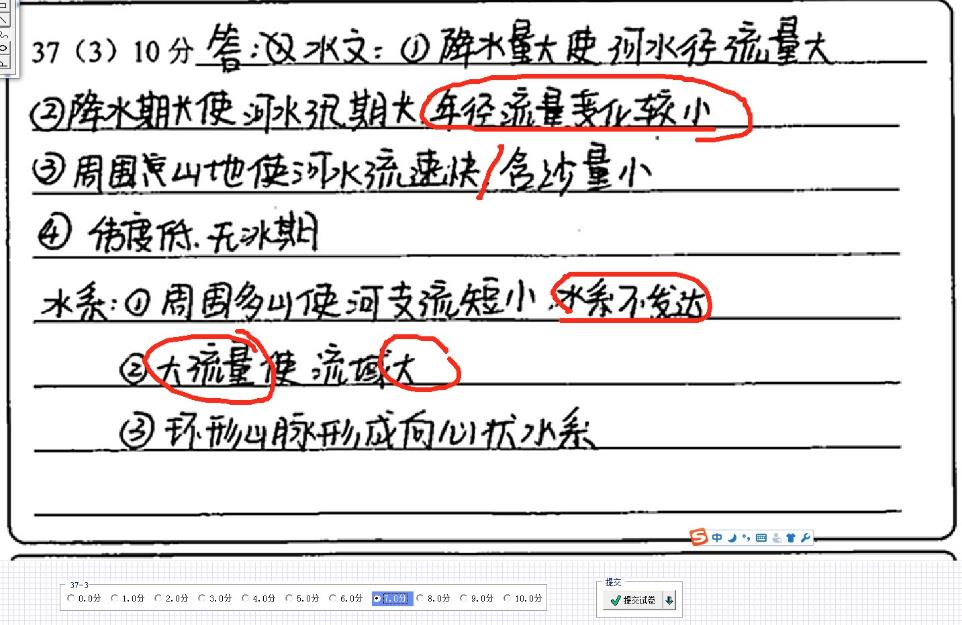 37（3）10分 答：水文：①降水量大使河水径流量大
②降水期长使河水汛期长 年径流量变化较小
③周围高山地使河水流速快/含沙量小
④纬度低.无冰期
水系：①周围多山使河支流短小.水系不发达
②大流量使流域大
③环形山脉形成向心状水系
中
37-3
0.0分 1.0分 2.0分 3.0分 4.0分 5.0分 6.0分 7.0分 8.0分 9.0分 10.0分
提交
提交试卷